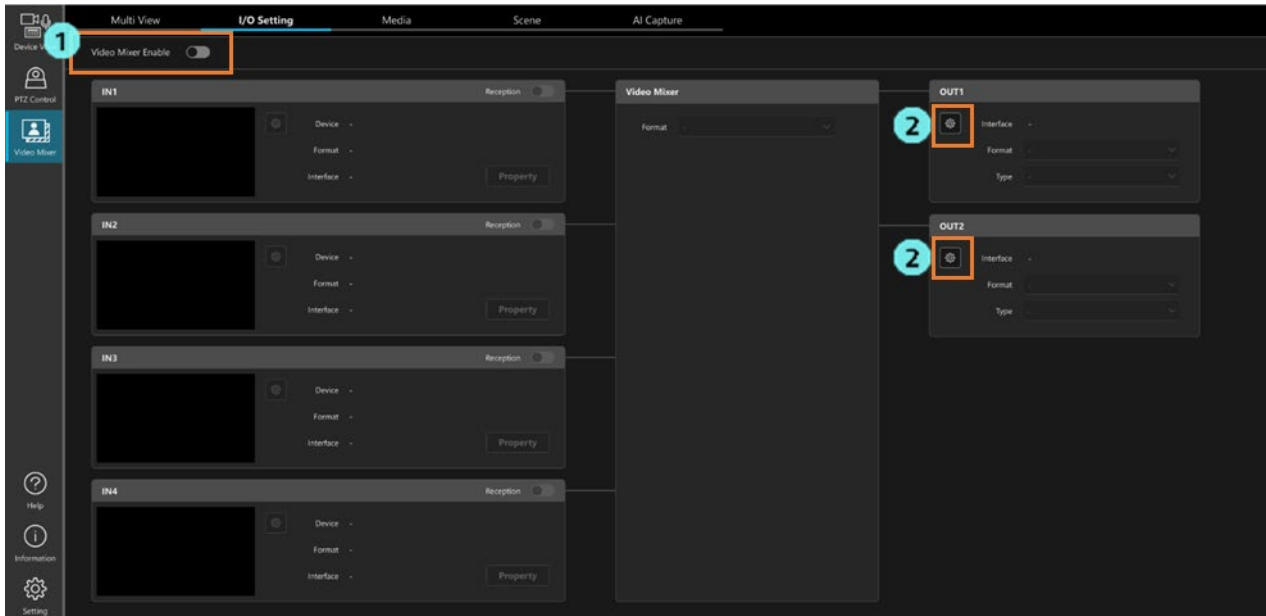 Multi View I/O Setting Media Scene AI Capture
Device V
1
Video Mixer Enable
PTZ Control
Video Mixer
Help
Information
Setting
IN1 Reception
Device -
Format -
Interface -
Property
IN2 Reception
Device -
Format -
Interface -
Property
IN3 Reception
Device -
Format -
Interface -
Property
IN4 Reception
Device -
Format -
Interface -
Property
Video Mixer
Format -
OUT1
2
Interface -
Format -
Type -
OUT2
2
Interface -
Format -
Type -